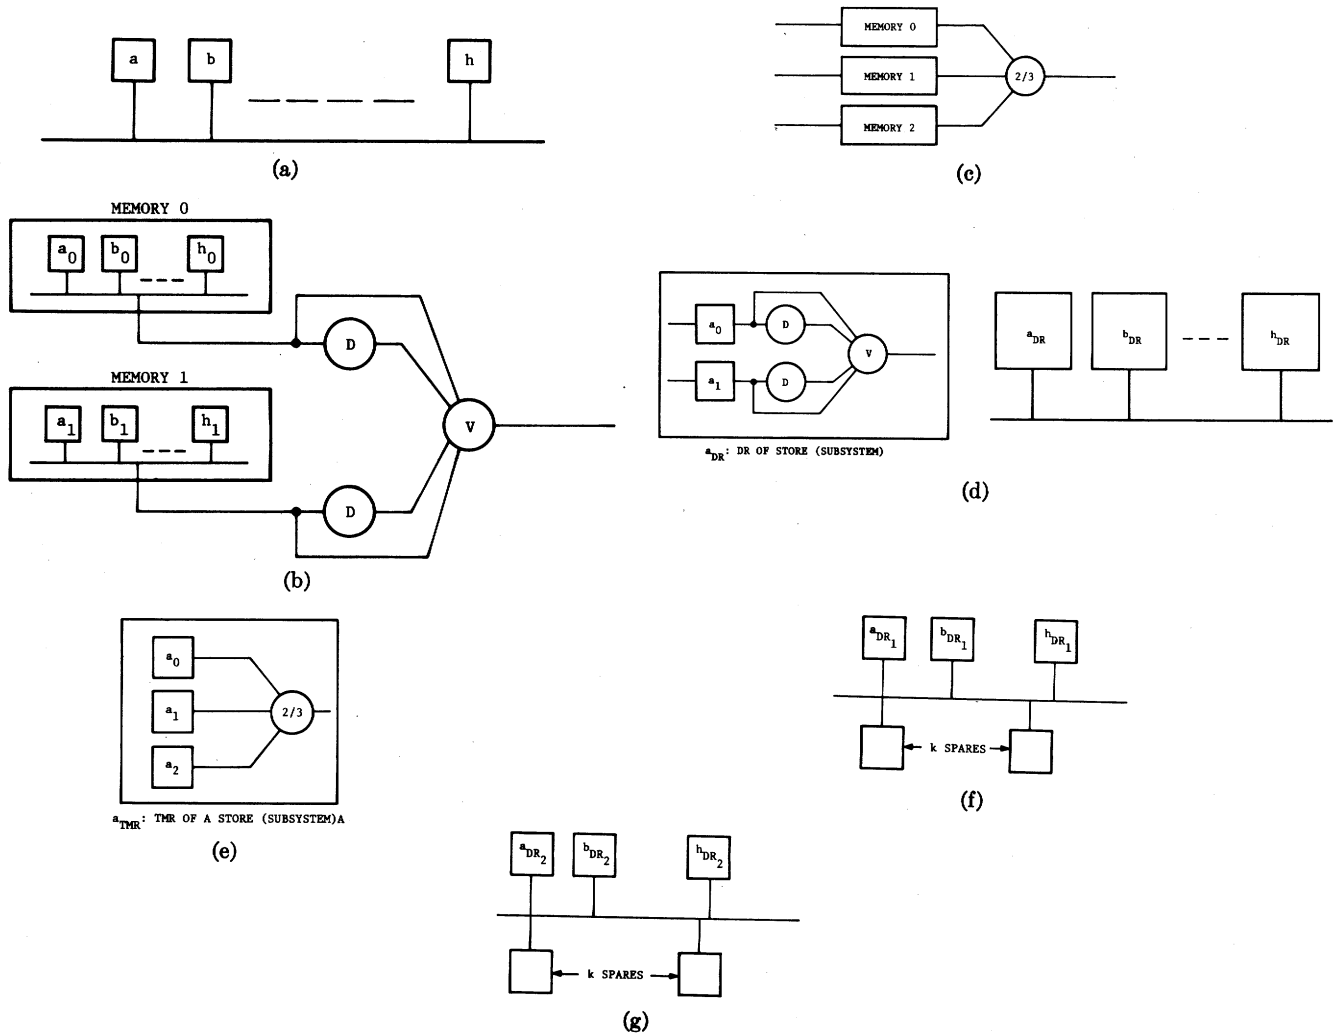 a
b
h
(a)
MEMORY 0
MEMORY 1
MEMORY 2
2/3
(c)
MEMORY 0
a0
b0
h0
D
MEMORY 1
a1
b1
h1
D
V
(b)
a0
D
a1
D
V
aDR: DR OF STORE (SUBSYSTEM)
aDR
bDR
hDR
(d)
a0
a1
a2
2/3
aTMR: TMR OF A STORE (SUBSYSTEM)A
(e)
aDR1
bDR1
hDR1
k SPARES
(f)
aDR2
bDR2
hDR2
k SPARES
(g)